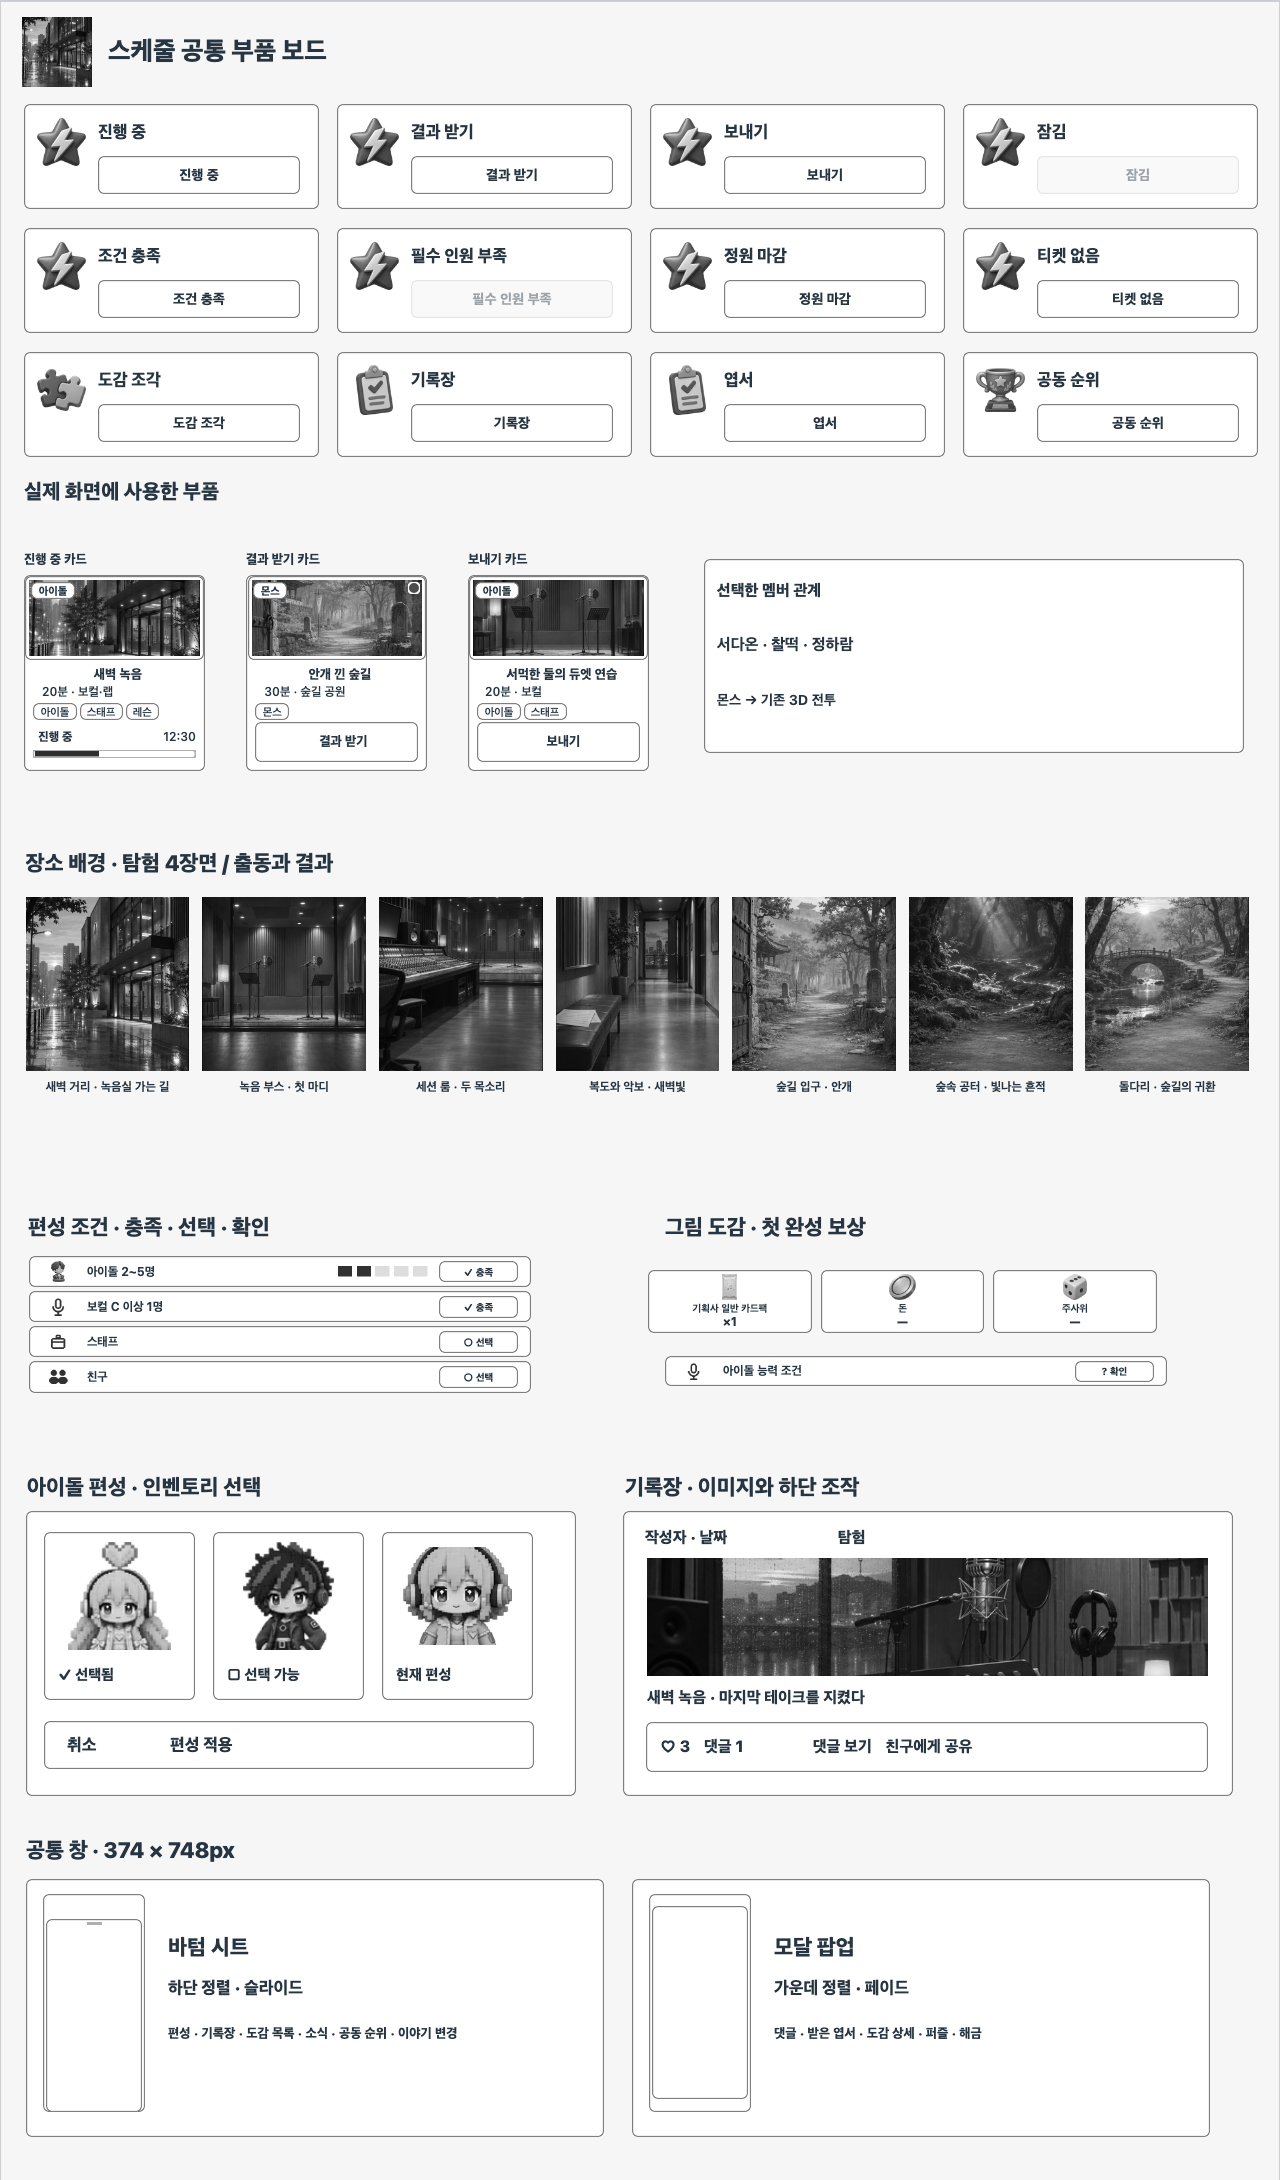 스케줄 공통 부품 보드
진행 중
진행 중
결과 받기
결과 받기
보내기
보내기
잠김
잠김
조건 충족
조건 충족
필수 인원 부족
필수 인원 부족
정원 마감
정원 마감
티켓 없음
티켓 없음
도감 조각
도감 조각
기록장
기록장
엽서
엽서
공동 순위
공동 순위
실제 화면에 사용한 부품
진행 중 카드
아이돌
새벽 녹음
20분 · 보컬·랩
아이돌 스태프 레슨
진행 중 12:30
결과 받기 카드
몬스
안개 낀 숲길
30분 · 숲길 공원
몬스
결과 받기
보내기 카드
아이돌
서먹한 둘의 듀엣 연습
20분 · 보컬
아이돌 스태프
보내기
선택한 멤버 관계
서다온 · 찰떡 · 정하람
몬스 → 기존 3D 전투
장소 배경 · 탐험 4장면 / 출동과 결과
새벽 거리 · 녹음실 가는 길
녹음 부스 · 첫 마디
세션 룸 · 두 목소리
복도와 악보 · 새벽빛
숲길 입구 · 안개
숲속 공터 · 빛나는 흔적
돌다리 · 숲길의 귀환
편성 조건 · 충족 · 선택 · 확인
아이돌 2~5명 ✓ 충족
보컬 C 이상 1명 ✓ 충족
스태프 ○ 선택
친구 ○ 선택
그림 도감 · 첫 완성 보상
기획사 일반 카드팩
×1
돈
—
주사위
—
아이돌 능력 조건 ? 확인
아이돌 편성 · 인벤토리 선택
✓ 선택됨
□ 선택 가능
현재 편성
취소 편성 적용
기록장 · 이미지와 하단 조작
작성자 · 날짜 탐험
새벽 녹음 · 마지막 테이크를 지켰다
♡ 3 댓글 1 댓글 보기 친구에게 공유
공통 창 · 374 × 748px
바텀 시트
하단 정렬 · 슬라이드
편성 · 기록장 · 도감 목록 · 소식 · 공동 순위 · 이야기 변경
모달 팝업
가운데 정렬 · 페이드
댓글 · 받은 엽서 · 도감 상세 · 퍼즐 · 해금